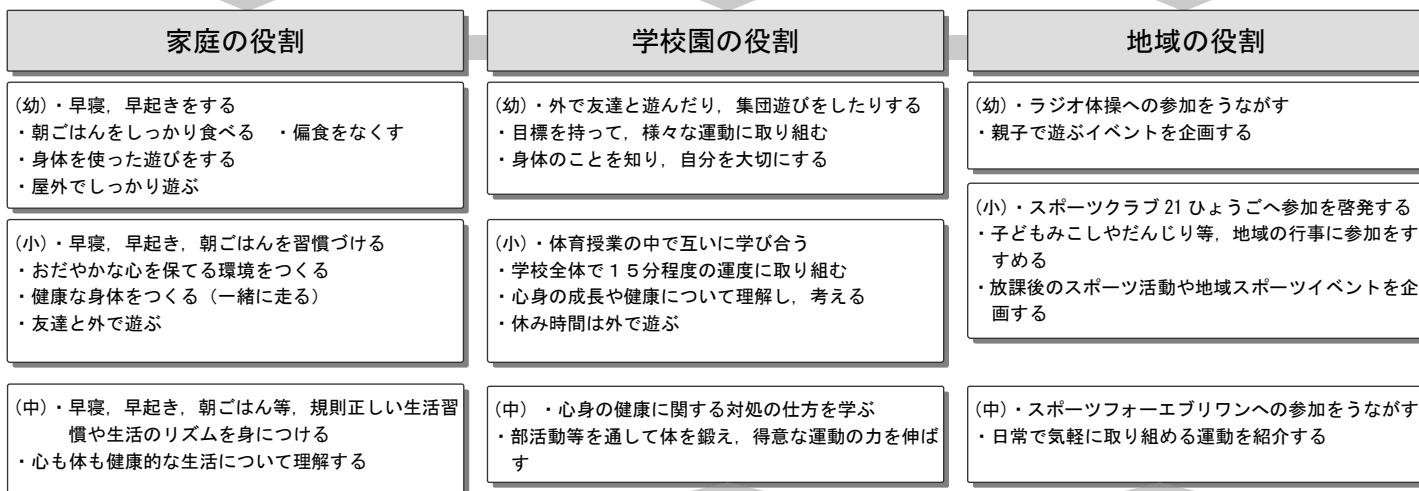 家庭の役割
(幼)・早寝，早起きをする
・朝ごはんをしっかり食べる　・偏食をなくす
・身体を使った遊びをする
・屋外でしっかり遊ぶ
(小)・早寝，早起き，朝ごはんを習慣づける
・おだやかな心を保てる環境をつくる
・健康な身体をつくる（一緒に走る）
・友達と外で遊ぶ
(中)・早寝，早起き，朝ごはん等，規則正しい生活習
慣や生活のリズムを身につける
・心も体も健康的な生活について理解する
学校園の役割
(幼)・外で友達と遊んだり，集団遊びをしたりする
・目標を持って，様々な運動に取り組む
・身体のことを知り，自分を大切にする
(小)・体育授業の中で互いに学び合う
・学校全体で１５分程度の運度に取り組む
・心身の成長や健康について理解し，考える
・休み時間は外で遊ぶ
(中)　・心身の健康に関する対処の仕方を学ぶ
・部活動等を通して体を鍛え，得意な運動の力を伸ば
す
地域の役割
(幼)・ラジオ体操への参加をうながす
・親子で遊ぶイベントを企画する
(小)・スポーツクラブ 21 ひょうごへ参加を啓発する
・子どもみこしやだんじり等，地域の行事に参加をす
すめる
・放課後のスポーツ活動や地域スポーツイベントを企
画する
(中)・スポーツフォーエブリワンへの参加をうながす
・日常で気軽に取り組める運動を紹介する